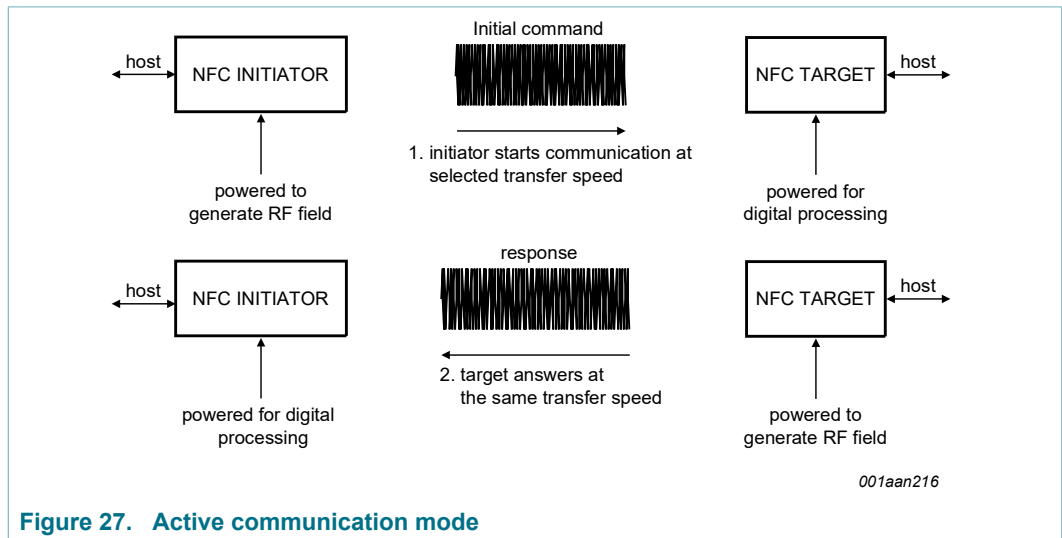 Initial command
host
NFC INITIATOR
NFC TARGET
host
1. initiator starts communication at
selected transfer speed
powered to
generate RF field
powered for
digital processing
response
host
NFC INITIATOR
NFC TARGET
host
2. target answers at
the same transfer speed
powered for digital
processing
powered to
generate RF field
001aan216
Figure 27. Active communication mode